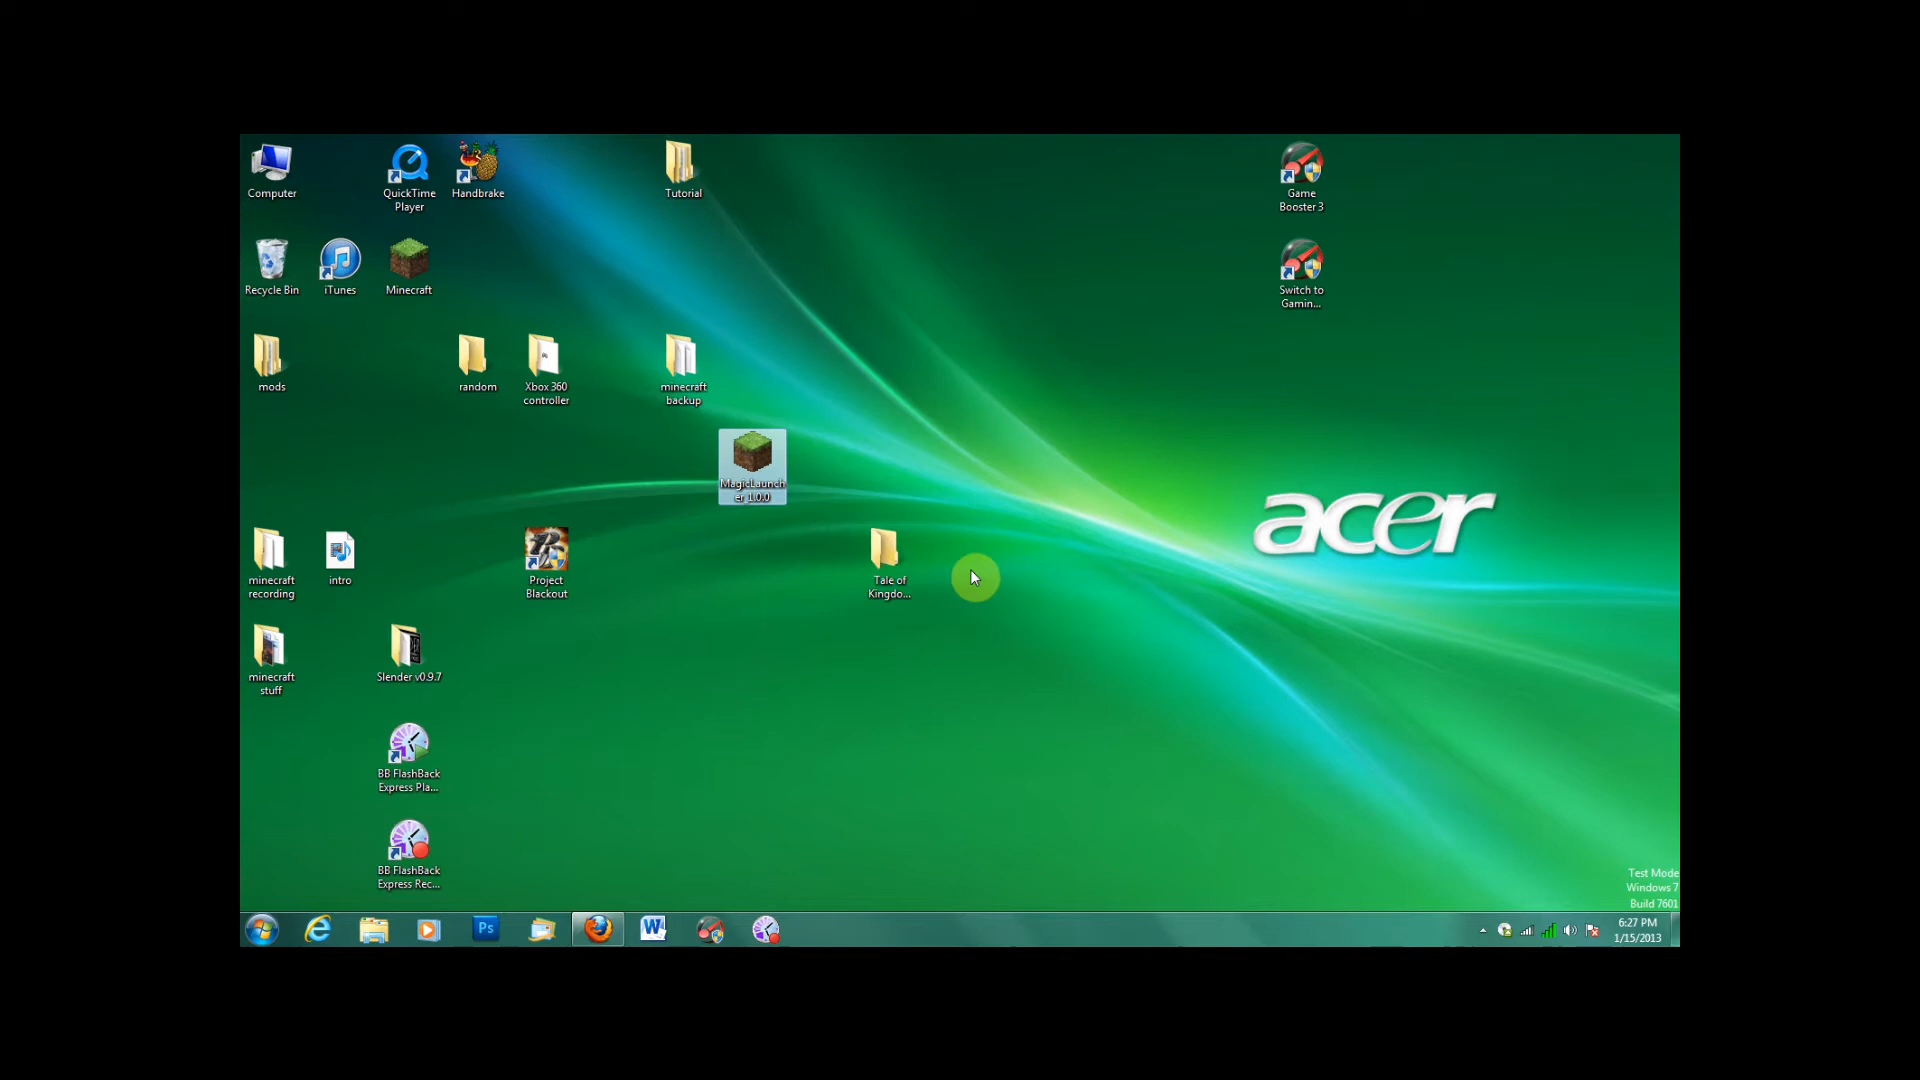 Computer
QuickTime
Player
Handbrake
Tutorial
Game
Booster 3
Recycle Bin
iTunes
Minecraft
Switch to
Gamin...
mods
random
Xbox 360
controller
minecraft
backup
MagicLaunch
er_1.0.0
acer
minecraft
recording
intro
Project
Blackout
Tale of
Kingdo...
minecraft
stuff
Slender v0.9.7
BB FlashBack
Express Pla...
BB FlashBack
Express Rec...
Test Mode
Windows 7
Build 7601
Ps
W
6:27 PM
1/15/2013